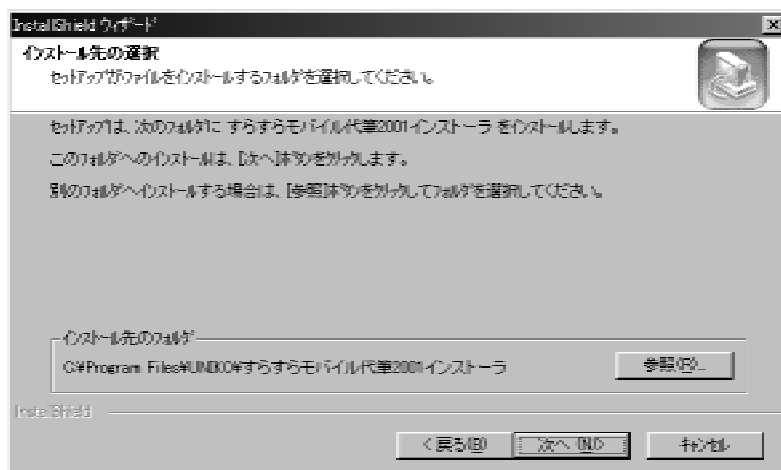 InstallShield ウィザード
インストール先の選択
セットアップがファイルをインストールするフォルダを選択してください。
セットアップは、次のフォルダに すらすらモバイル代筆2001インストーラ をインストールします。
このフォルダへのインストールは、[次へ]ボタンをクリックします。
別のフォルダへインストールする場合は、[参照]ボタンをクリックしてフォルダを選択してください。
インストール先のフォルダ
C:¥Program Files¥UNIKO¥すらすらモバイル代筆2001インストーラ
参照(R)...
InstallShield
< 戻る(B)
次へ(N)>
キャンセル